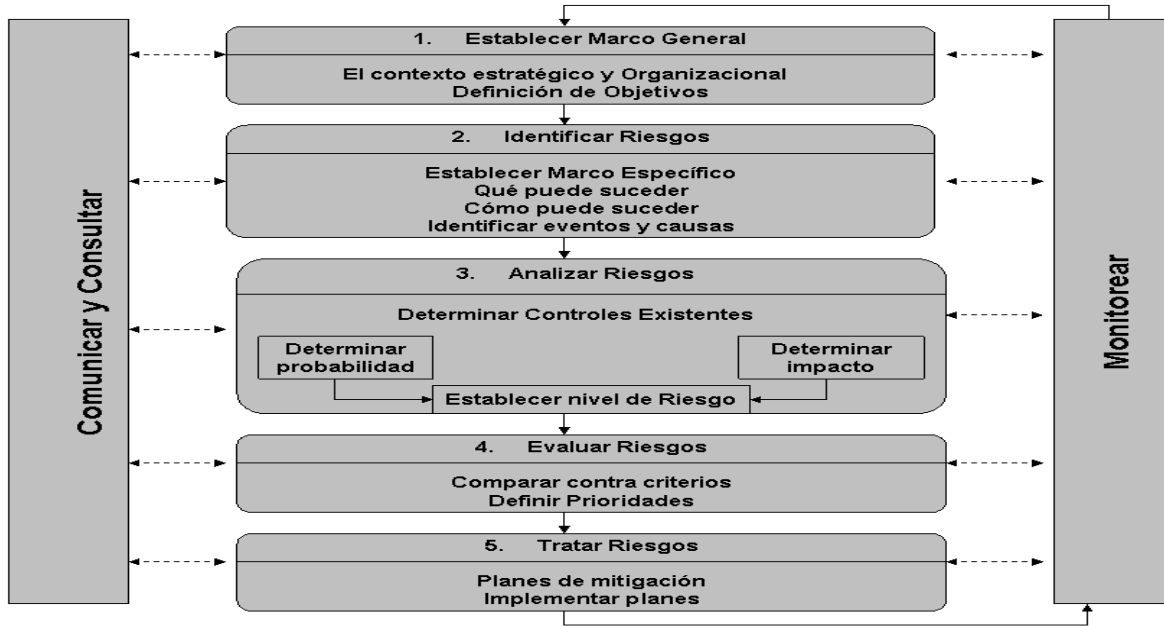 Comunicar y Consultar
1. Establecer Marco General
El contexto estratégico y Organizacional
Definición de Objetivos
2. Identificar Riesgos
Establecer Marco Específico
Qué puede suceder
Cómo puede suceder
Identificar eventos y causas
3. Analizar Riesgos
Determinar Controles Existentes
Determinar
probabilidad
Determinar
impacto
Establecer nivel de Riesgo
4. Evaluar Riesgos
Comparar contra criterios
Definir Prioridades
5. Tratar Riesgos
Planes de mitigación
Implementar planes
Monitorear